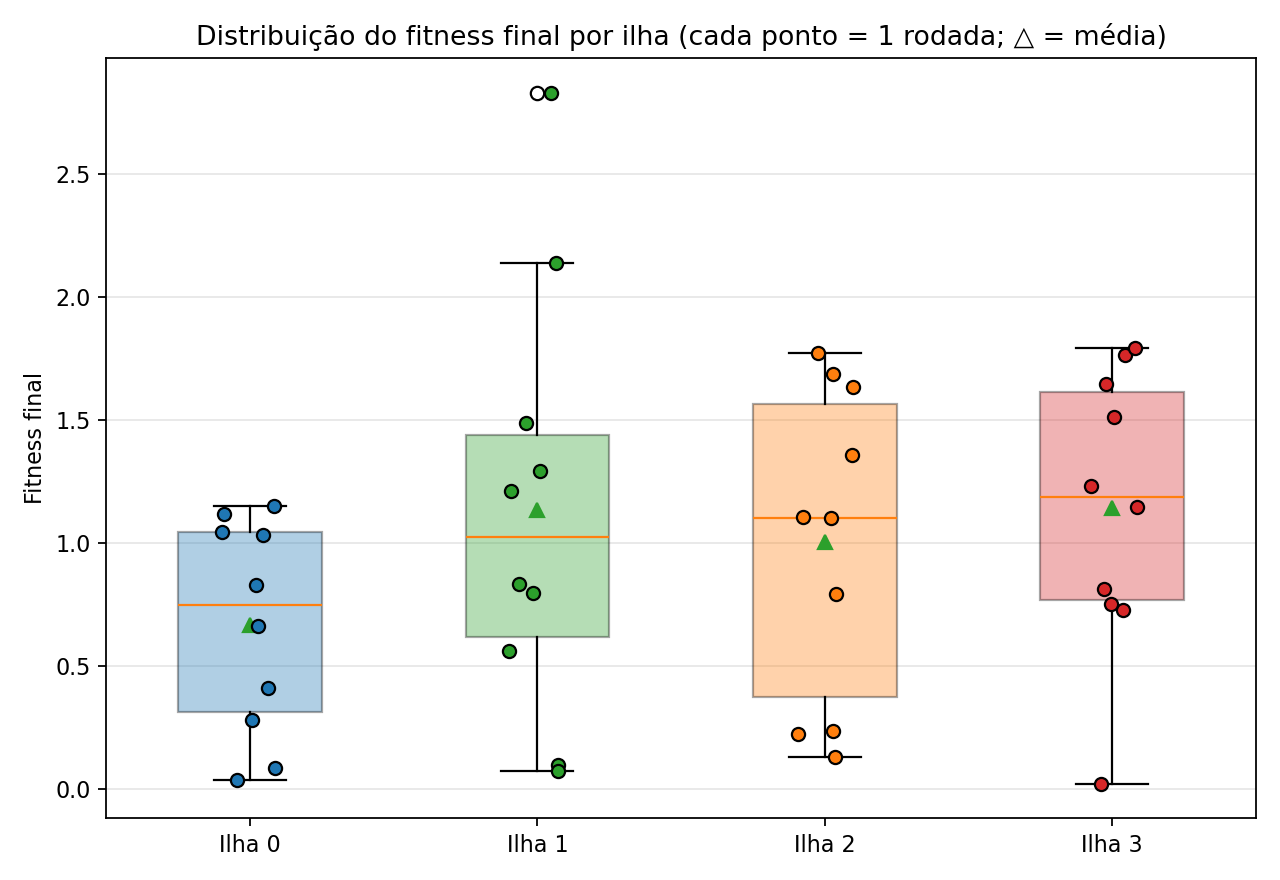 Distribuição do fitness final por ilha (cada ponto = 1 rodada; △ = média)
Fitness final
2.5
2.0
1.5
1.0
0.5
0.0
Ilha 0
Ilha 1
Ilha 2
Ilha 3